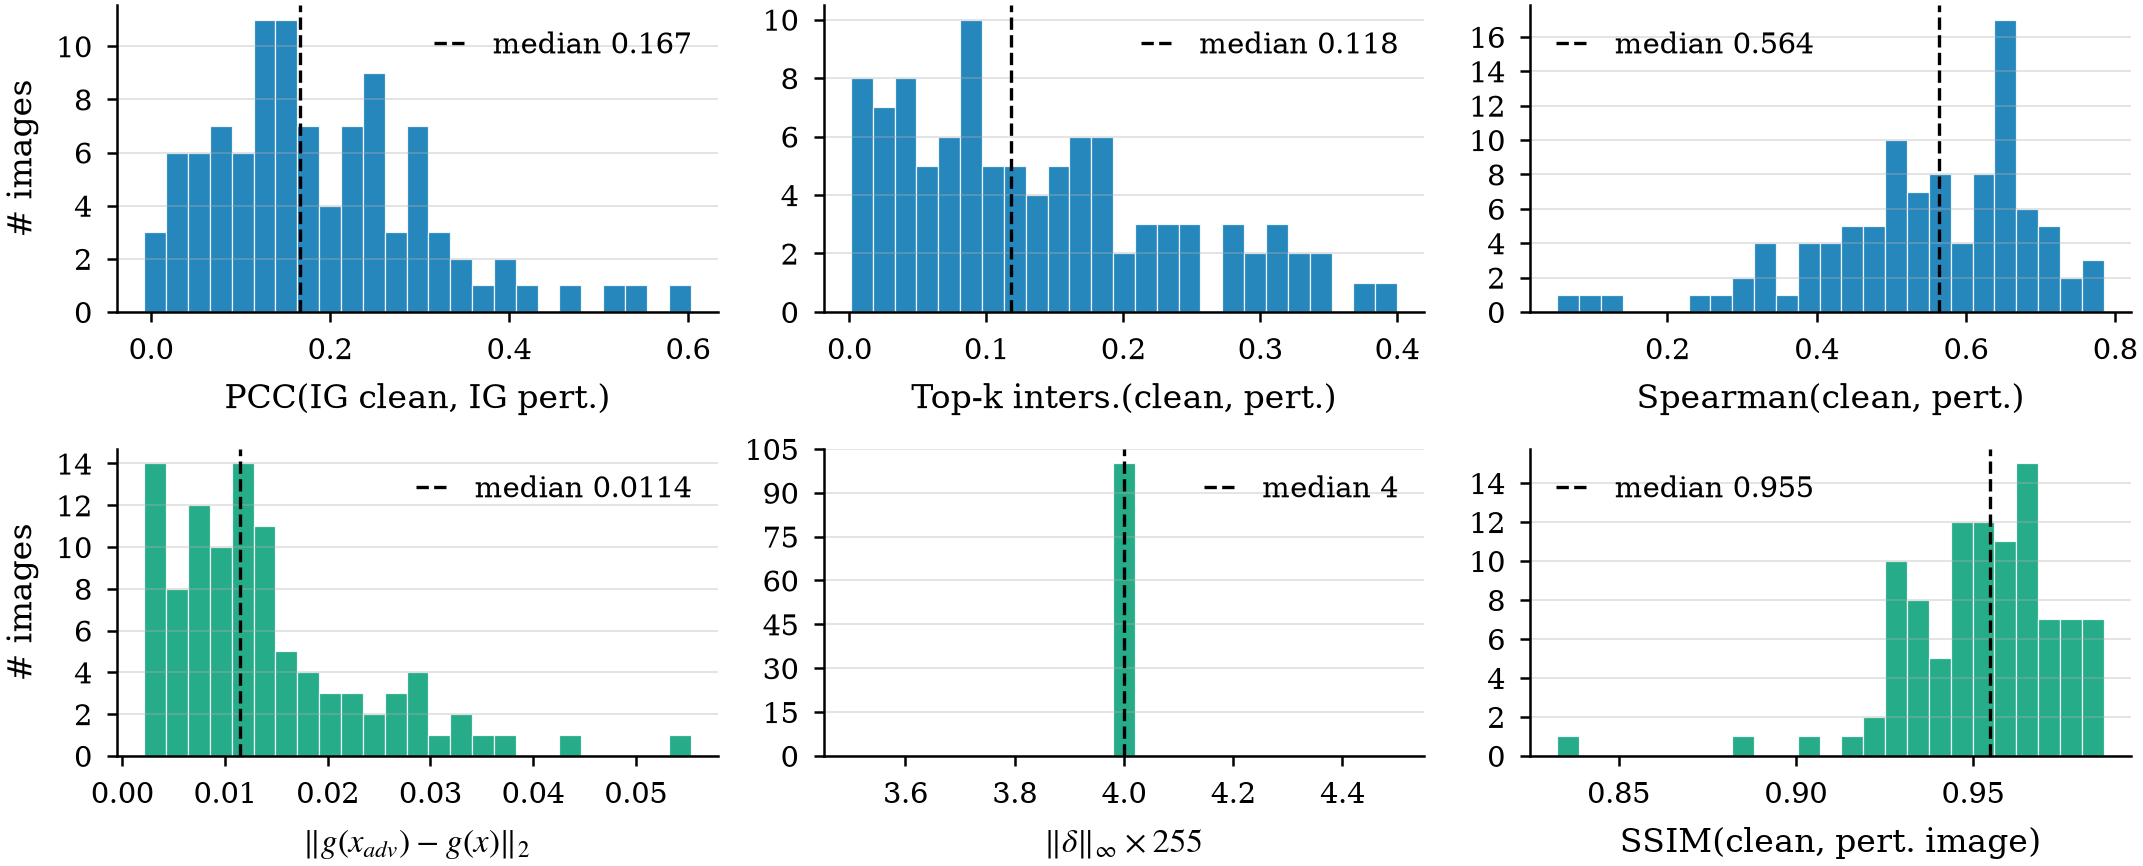 # images
10
8
6
4
2
0
median 0.167
0.0 0.2 0.4 0.6
PCC(IG clean, IG pert.)
10
8
6
4
2
0
median 0.118
0.0 0.1 0.2 0.3 0.4
Top-k inters.(clean, pert.)
16
14
12
10
8
6
4
2
0
median 0.564
0.2 0.4 0.6 0.8
Spearman(clean, pert.)
# images
14
12
10
8
6
4
2
0
median 0.0114
0.00 0.01 0.02 0.03 0.04 0.05
‖g(x_adv) − g(x)‖₂
105
90
75
60
45
30
15
0
median 4
3.6 3.8 4.0 4.2 4.4
‖δ‖∞ × 255
14
12
10
8
6
4
2
0
median 0.955
0.85 0.90 0.95
SSIM(clean, pert. image)